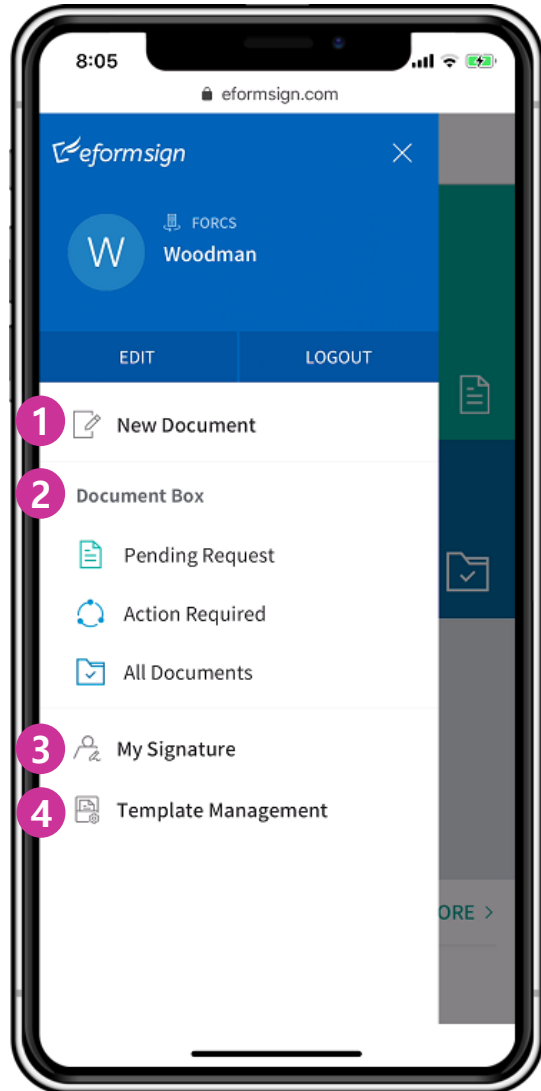 8:05
eformsign.com
eformsign
FORCS
W
Woodman
EDIT LOGOUT
1 New Document
2 Document Box
Pending Request
Action Required
All Documents
3 My Signature
4 Template Management
ORE >